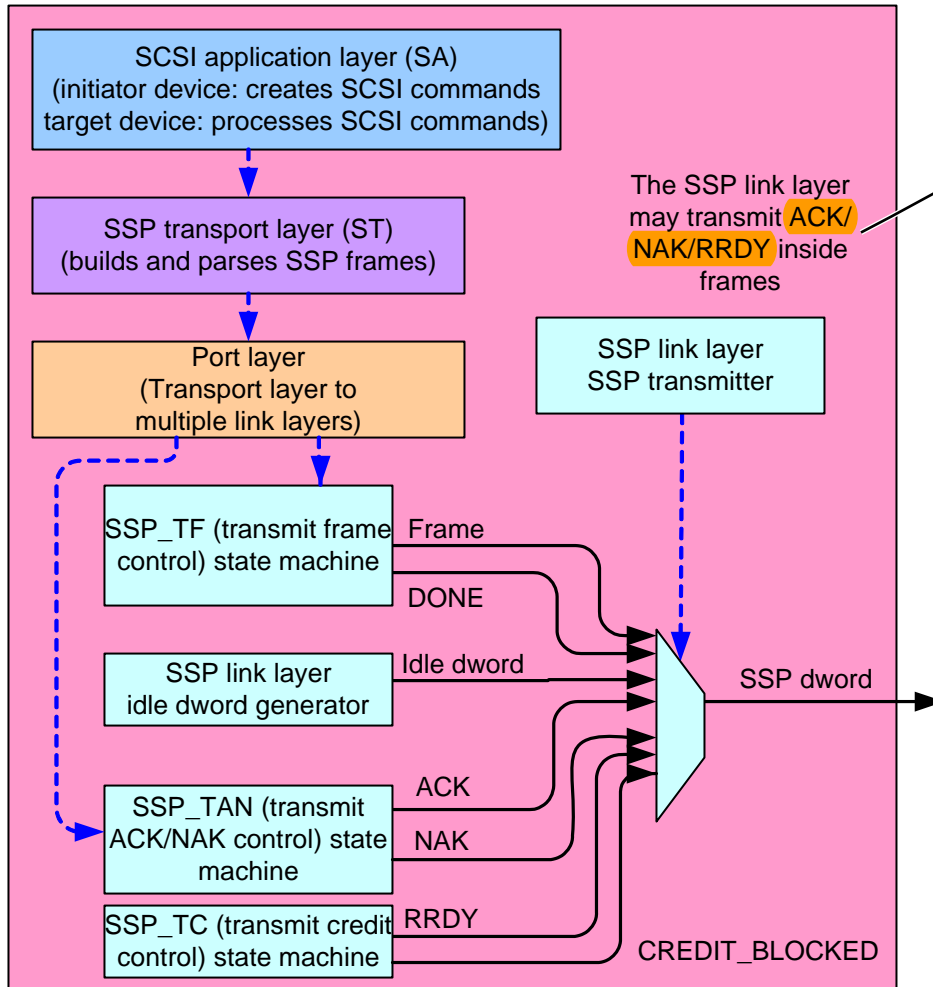 SCSI application layer (SA)
(initiator device: creates SCSI commands
target device: processes SCSI commands)
The SSP link layer
may transmit ACK/
NAK/RRDY inside
frames
SSP transport layer (ST)
(builds and parses SSP frames)
Port layer
(Transport layer to
multiple link layers)
SSP link layer
SSP transmitter
SSP_TF (transmit frame
control) state machine
Frame
DONE
SSP link layer
idle dword generator
Idle dword
SSP dword
SSP_TAN (transmit
ACK/NAK control) state
machine
ACK
NAK
SSP_TC (transmit credit
control) state machine
RRDY
CREDIT_BLOCKED